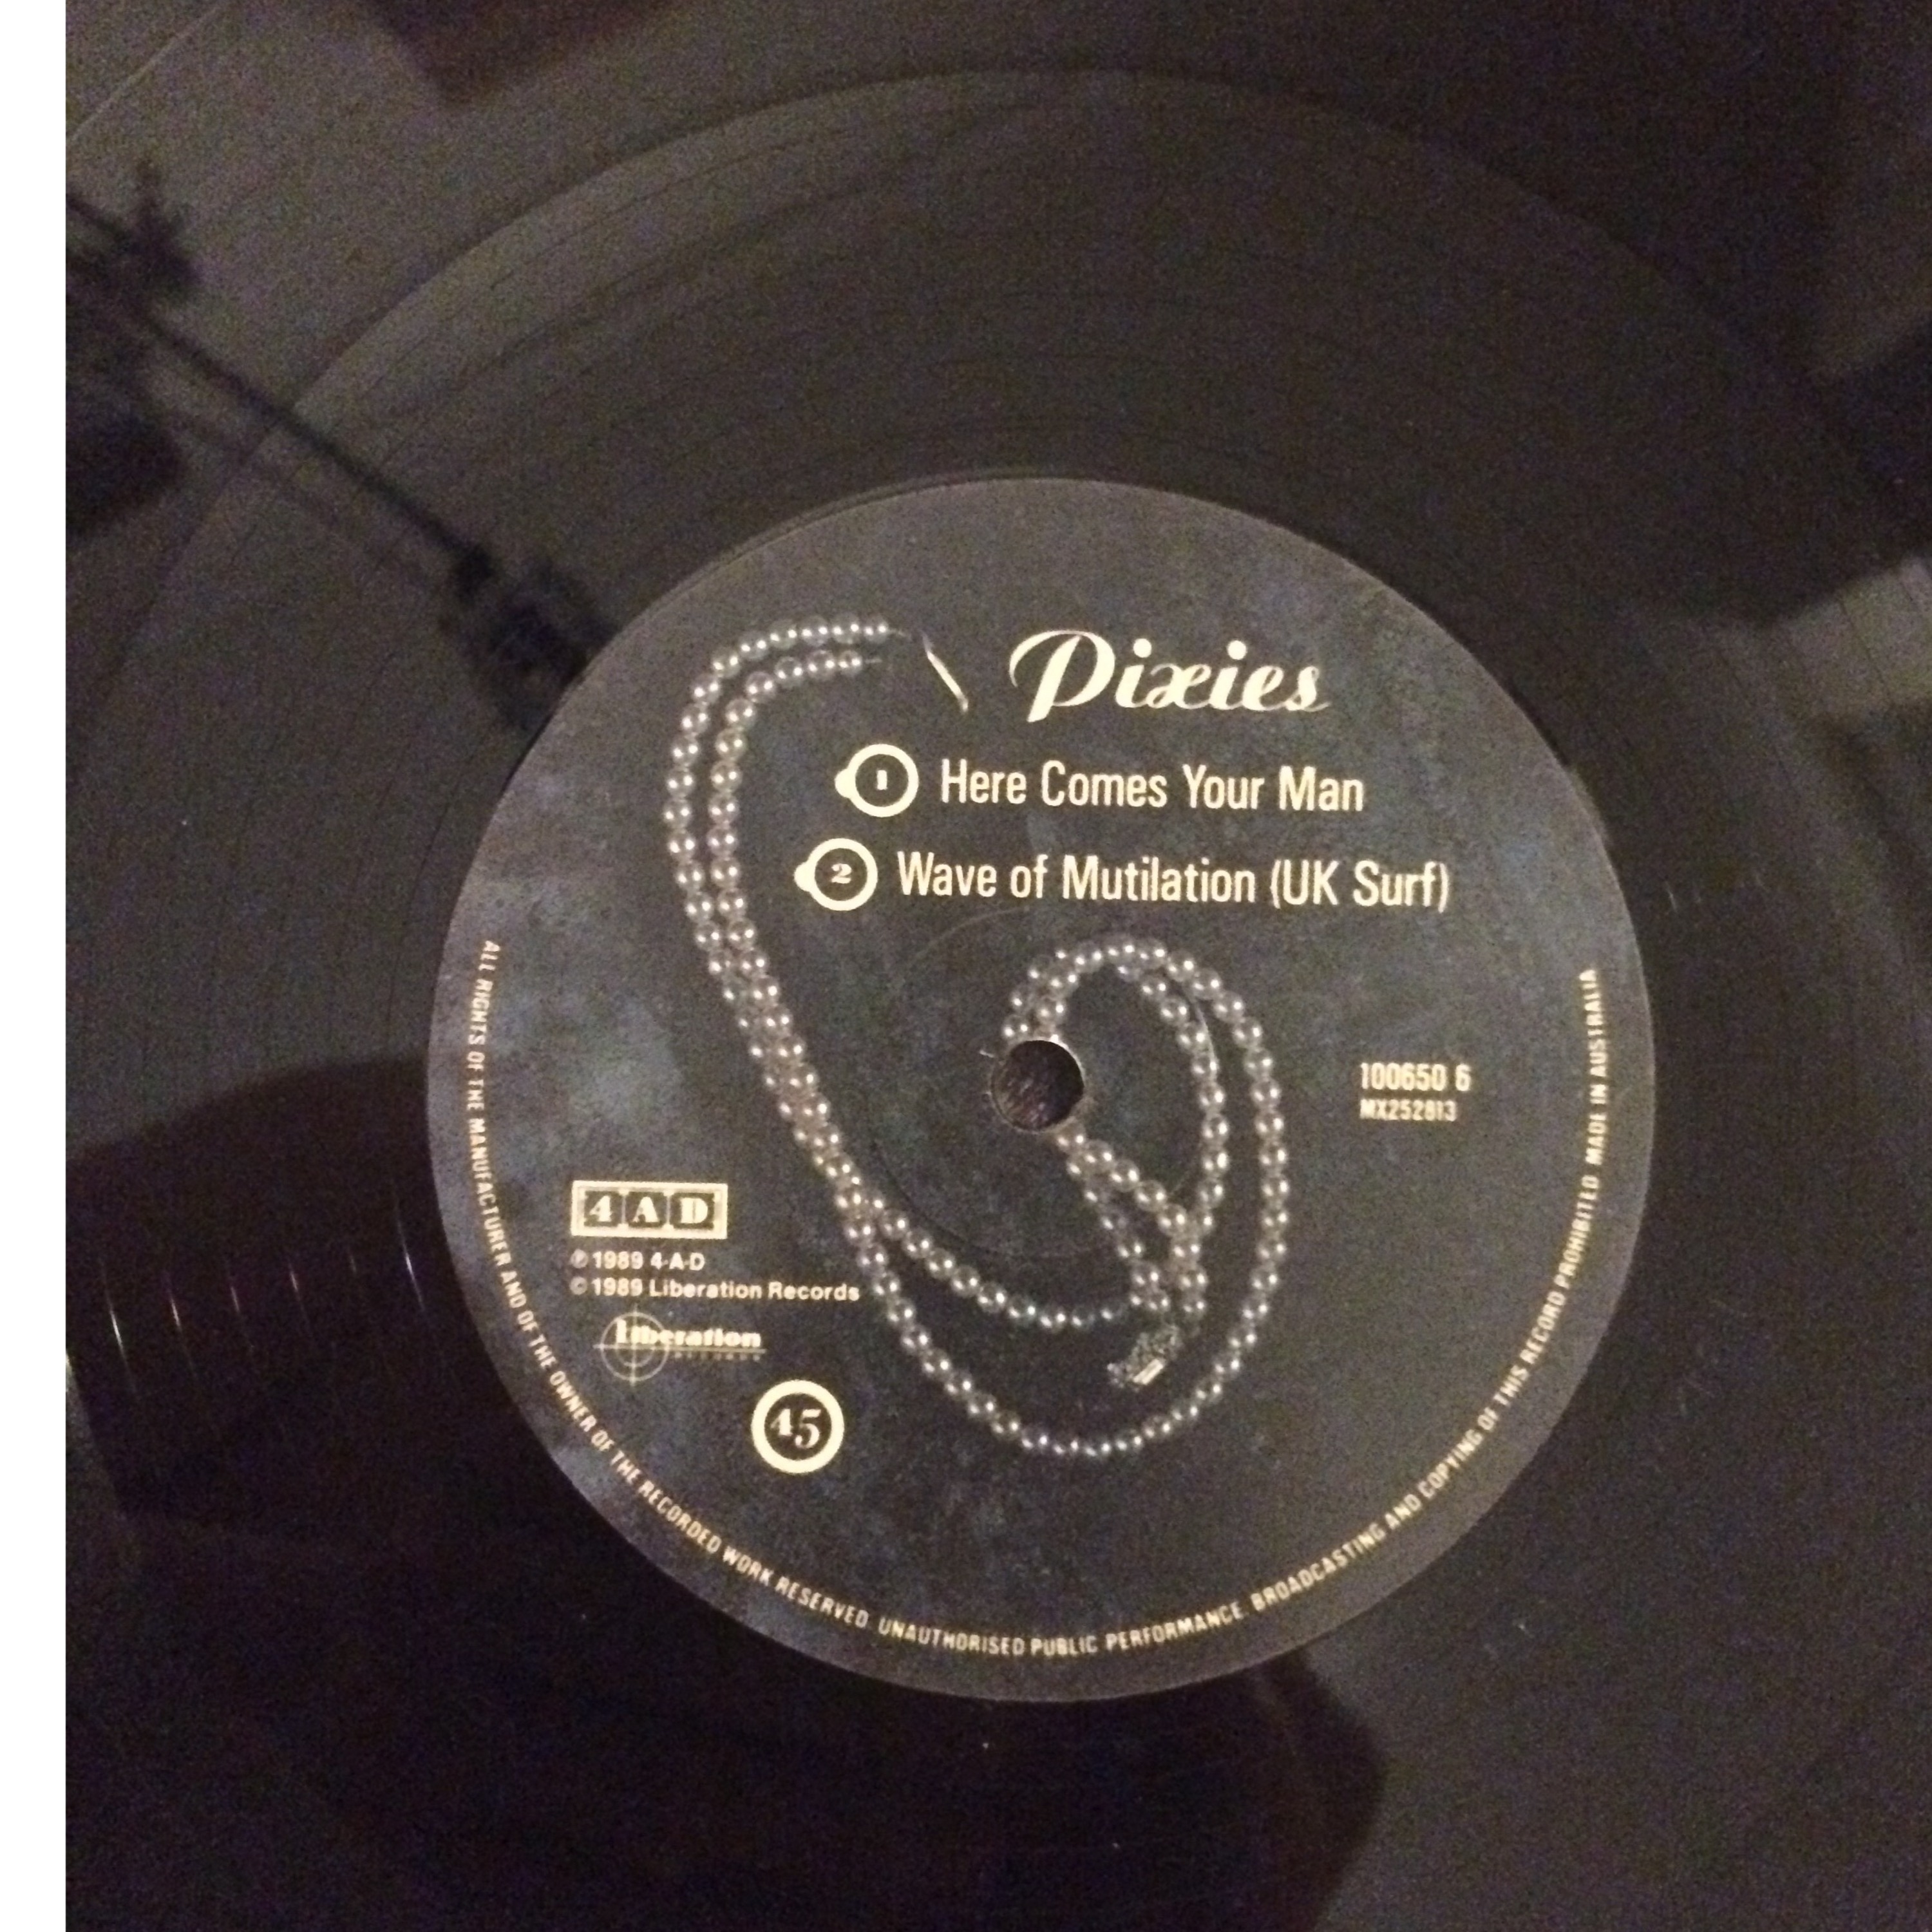 Pixies
1 Here Comes Your Man
2 Wave of Mutilation (UK Surf)
100650 6
MX252813
4AD
℗ 1989 4·A·D
© 1989 Liberation Records
Liberation
RECORDS
45
ALL RIGHTS OF THE MANUFACTURER AND OF THE OWNER OF THE RECORDED WORK RESERVED. UNAUTHORISED PUBLIC PERFORMANCE. BROADCASTING AND COPYING OF THIS RECORD PROHIBITED. MADE IN AUSTRALIA